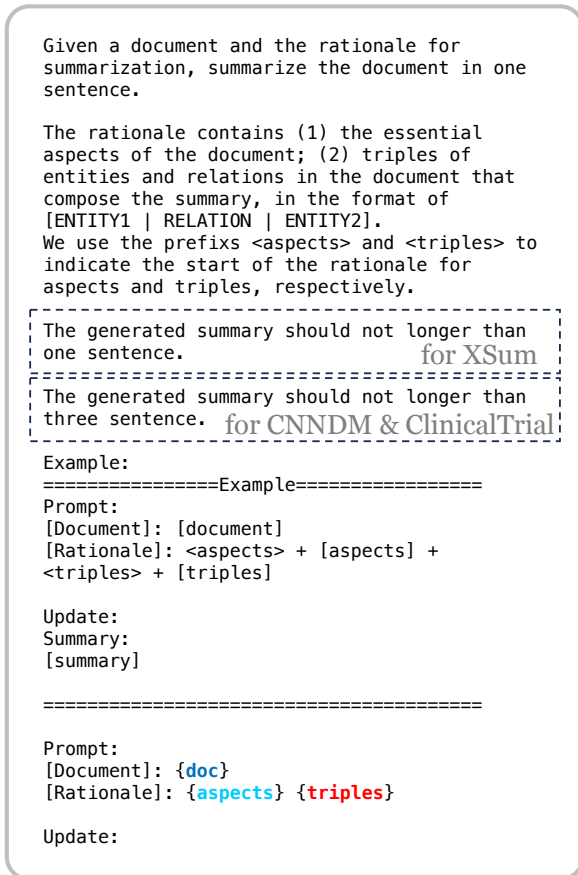 Given a document and the rationale for
summarization, summarize the document in one
sentence.
The rationale contains (1) the essential
aspects of the document; (2) triples of
entities and relations in the document that
compose the summary, in the format of
[ENTITY1 | RELATION | ENTITY2].
We use the prefixs <aspects> and <triples> to
indicate the start of the rationale for
aspects and triples, respectively.
The generated summary should not longer than
one sentence. for XSum
The generated summary should not longer than
three sentence. for CNNDM & ClinicalTrial
Example:
================Example=================
Prompt:
[Document]: [document]
[Rationale]: <aspects> + [aspects] +
<triples> + [triples]
Update:
Summary:
[summary]
========================================
Prompt:
[Document]: {doc}
[Rationale]: {aspects} {triples}
Update: